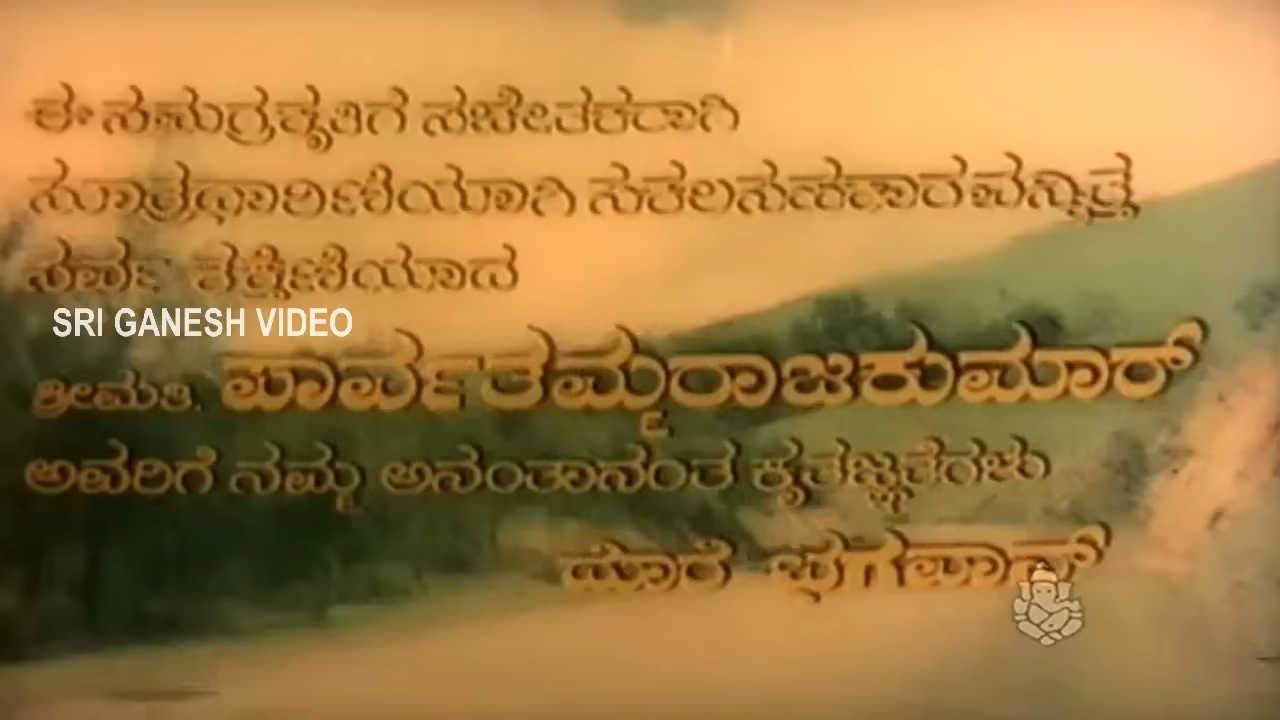 ಈ ಸಮಗ್ರಕೃತಿಗೆ ಸಚೇತಕರಾಗಿ
ಸೂತ್ರಧಾರಿಣಿಯಾಗಿ ಸಕಲಸಹಕಾರವನ್ನಿತ್ತ
SRI GANESH VIDEO
ಶ್ರೀಮತಿ. ಪಾರ್ವತಮ್ಮರಾಜಕುಮಾರ್
ಅವರಿಗೆ ನಮ್ಮ ಅನಂತಾನಂತ ಕೃತಜ್ಞತೆಗಳು
ದೊರೆ ಭಗವಾನ್